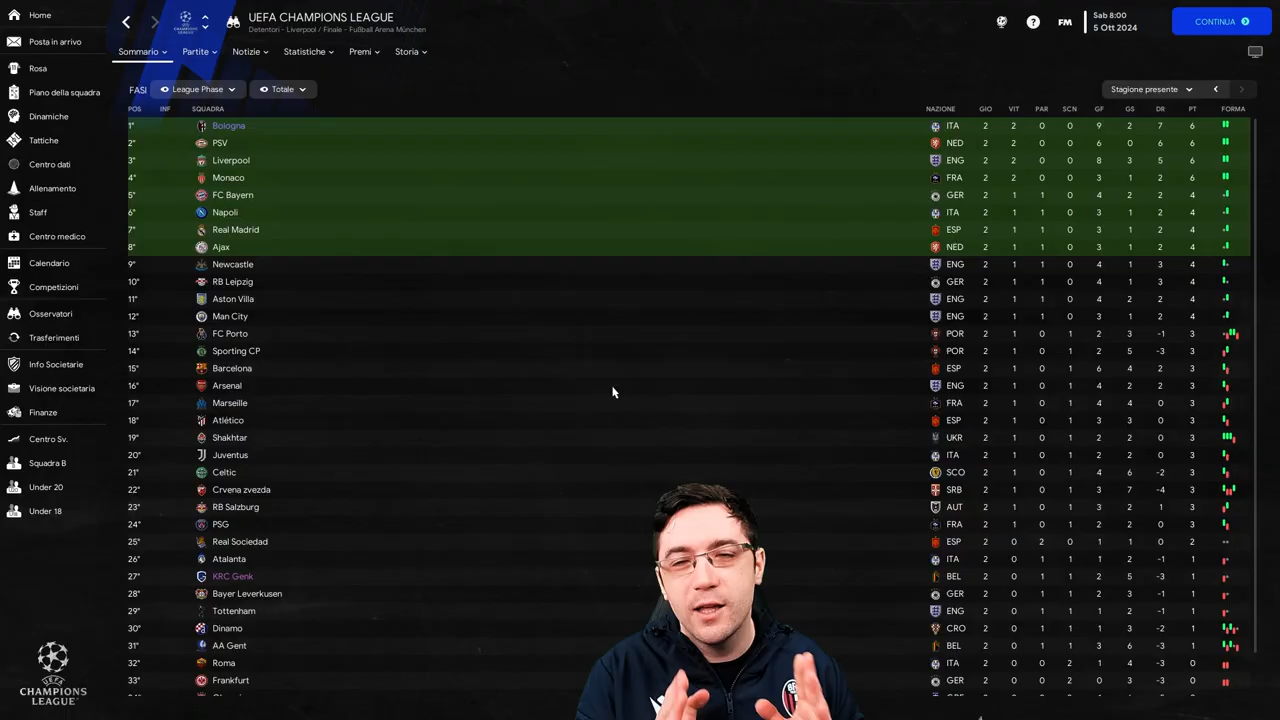 Home
Posta in arrivo
Rosa
Piano della squadra
Dinamiche
Tattiche
Centro dati
Allenamento
Staff
Centro medico
Calendario
Competizioni
Osservatori
Trasferimenti
Info Societarie
Visione societaria
Finanze
Centro Sv.
Squadra B
Under 20
Under 18
UEFA CHAMPIONS LEAGUE
Detentori - Liverpool / Finale - Fußball Arena München
FM
Sab 8:00
5 Ott 2024
CONTINUA
Sommario Partite Notizie Statistiche Premi Storia
FASI League Phase Totale Stagione presente
POS INF SQUADRA NAZIONE GIO VIT PAR SCN GF GS DR PT FORMA
1° Bologna ITA 2 2 0 0 9 2 7 6
2° PSV NED 2 2 0 0 6 0 6 6
3° Liverpool ENG 2 2 0 0 8 3 5 6
4° Monaco FRA 2 2 0 0 3 1 2 6
5° FC Bayern GER 2 1 1 0 4 2 2 4
6° Napoli ITA 2 1 1 0 3 1 2 4
7° Real Madrid ESP 2 1 1 0 3 1 2 4
8° Ajax NED 2 1 1 0 3 1 2 4
9° Newcastle ENG 2 1 1 0 4 1 3 4
10° RB Leipzig GER 2 1 1 0 4 1 3 4
11° Aston Villa ENG 2 1 1 0 4 2 2 4
12° Man City ENG 2 1 1 0 3 1 2 4
13° FC Porto POR 2 1 0 1 2 3 -1 3
14° Sporting CP POR 2 1 0 1 2 5 -3 3
15° Barcelona ESP 2 1 0 1 6 4 2 3
16° Arsenal ENG 2 1 0 1 4 2 2 3
17° Marseille FRA 2 1 0 1 4 3 1 3
18° Atlético ESP 2 1 0 1 3 3 0 3
19° Shakhtar UKR 2 1 0 1 2 2 0 3
20° Juventus ITA 2 1 0 1 2 2 0 3
21° Celtic SCO 2 1 0 1 4 6 -2 3
22° Crvena zvezda SRB 2 1 0 1 3 7 -4 3
23° RB Salzburg AUT 2 1 0 1 3 2 1 3
24° PSG FRA 2 1 0 1 2 2 0 3
25° Real Sociedad ESP 2 0 2 0 1 1 0 2
26° Atalanta ITA 2 0 1 1 1 2 -1 1
27° KRC Genk BEL 2 0 1 1 2 5 -3 1
28° Bayer Leverkusen GER 2 0 1 1 1 4 -3 1
29° Tottenham ENG 2 0 1 1 1 2 -1 1
30° Dinamo CRO 2 0 1 1 1 3 -2 1
31° AA Gent BEL 2 0 1 1 3 6 -3 1
32° Roma ITA 2 0 0 2 1 4 -3 0
33° Frankfurt GER 2 0 0 2 0 3 -3 0
CHAMPIONS
LEAGUE